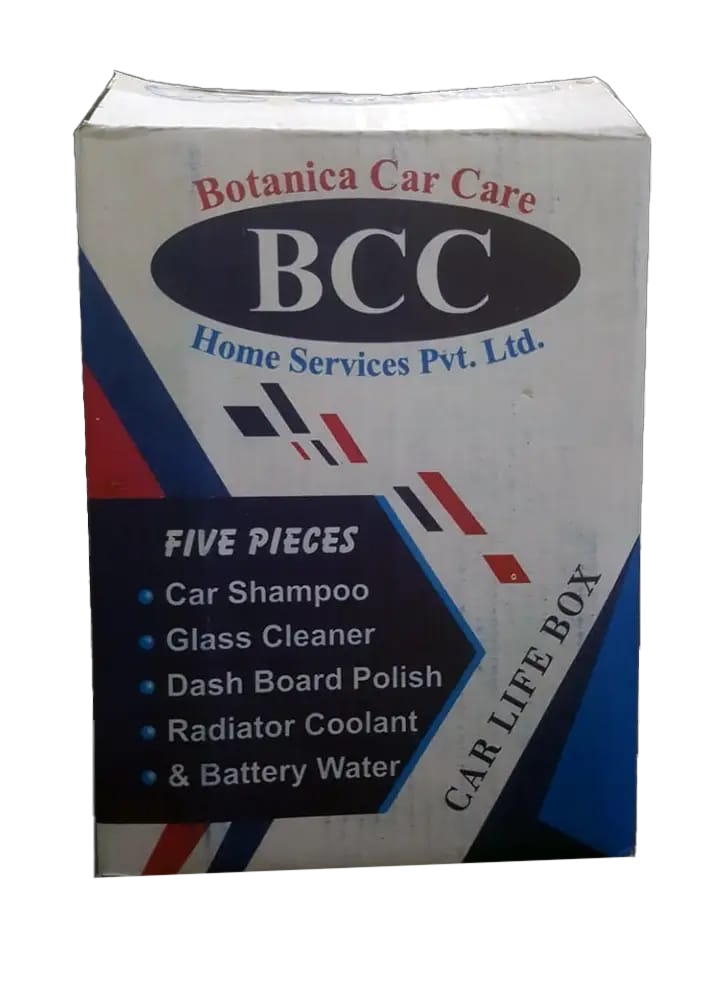 Botanica Car Care
BCC
Home Services Pvt. Ltd.
FIVE PIECES
Car Shampoo
Glass Cleaner
Dash Board Polish
Radiator Coolant
& Battery Water
CAR LIFE BOX